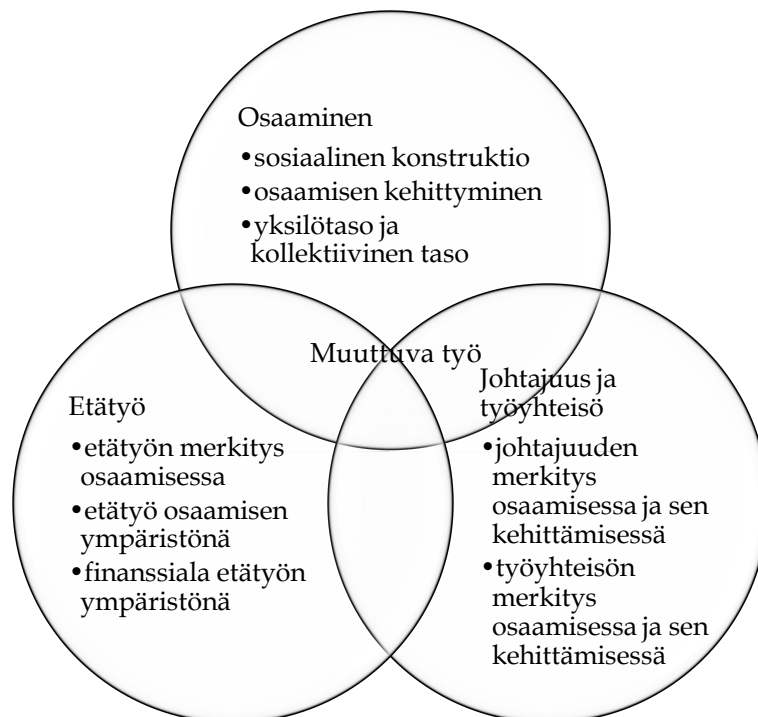 Osaaminen
•sosiaalinen konstruktio
•osaamisen kehittyminen
•yksilötaso ja
kollektiivinen taso
Muuttuva työ
Etätyö
•etätyön merkitys
osaamisessa
•etätyö osaamisen
ympäristönä
•finanssiala etätyön
ympäristönä
Johtajuus ja
työyhteisö
•johtajuuden
merkitys
osaamisessa ja sen
kehittämisessä
•työyhteisön
merkitys
osaamisessa ja sen
kehittämisessä